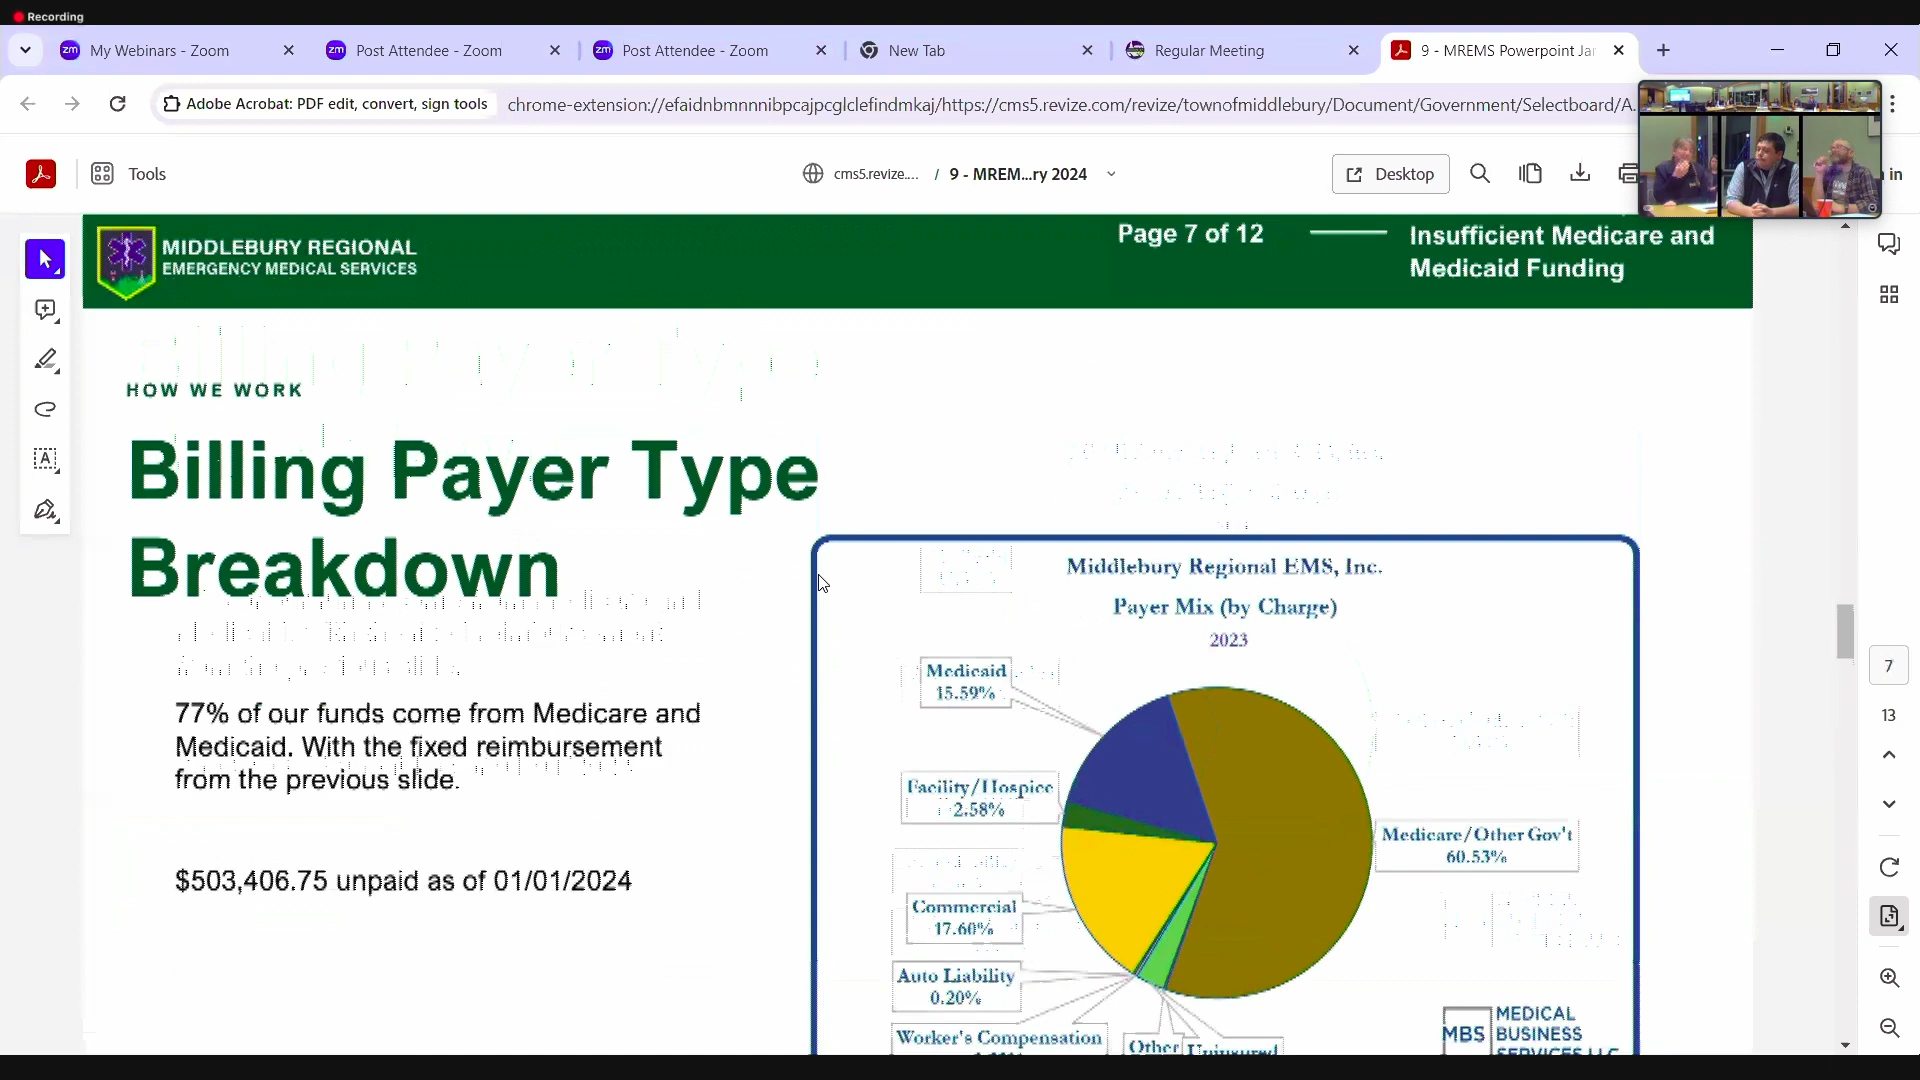 Recording
My Webinars - Zoom
Post Attendee - Zoom
Post Attendee - Zoom
New Tab
Regular Meeting
9 - MREMS Powerpoint Jar
Adobe Acrobat: PDF edit, convert, sign tools
chrome-extension://efaidnbmnnnibpcajpcglclefindmkaj/https://cms5.revize.com/revize/townofmiddlebury/Document/Government/Selectboard/A...
Tools
cms5.revize.... / 9 - MREM...ry 2024
Desktop
in
MIDDLEBURY REGIONAL
EMERGENCY MEDICAL SERVICES
Page 7 of 12
Insufficient Medicare and
Medicaid Funding
HOW WE WORK
Billing Payer Type
Breakdown
77% of our funds come from Medicare and
Medicaid. With the fixed reimbursement
from the previous slide.
$503,406.75 unpaid as of 01/01/2024
Middlebury Regional EMS, Inc.
Payer Mix (by Charge)
2023
Medicaid
15.59%
Facility/Hospice
2.58%
Medicare/Other Gov't
60.53%
Commercial
17.60%
Auto Liability
0.20%
Worker's Compensation
Other
Uninsured
MBS
MEDICAL
BUSINESS
SERVICES LLC
7
13